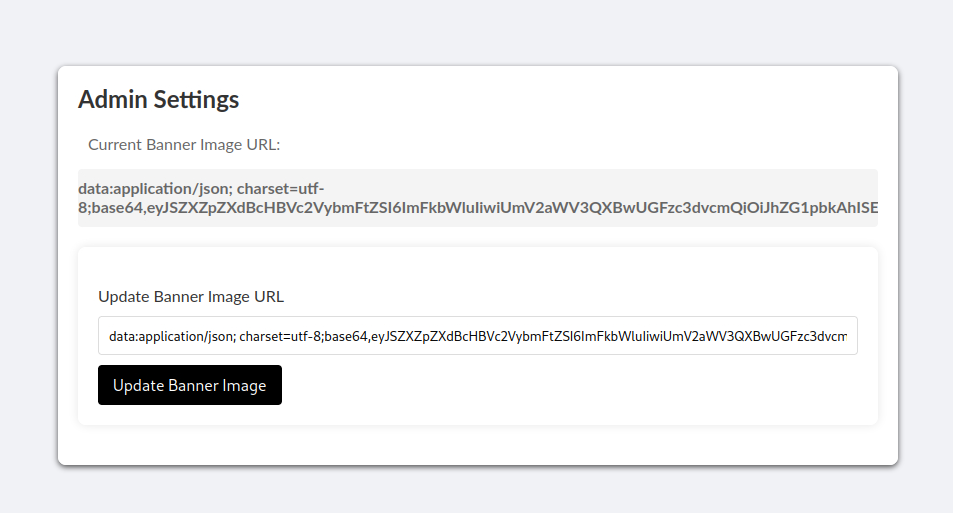 Admin Settings
Current Banner Image URL:
data:application/json; charset=utf-
8;base64,eyJSZXZpZXdBcHBVc2VybmFtZSI6ImFkbWluIiwiUmV2aWV3QXBwUGFzc3dvcmQiOiJhZG1pbkAhISE
Update Banner Image URL
data:application/json; charset=utf-8;base64,eyJSZXZpZXdBcHBVc2VybmFtZSI6ImFkbWluIiwiUmV2aWV3QXBwUGFzc3dvcm
Update Banner Image